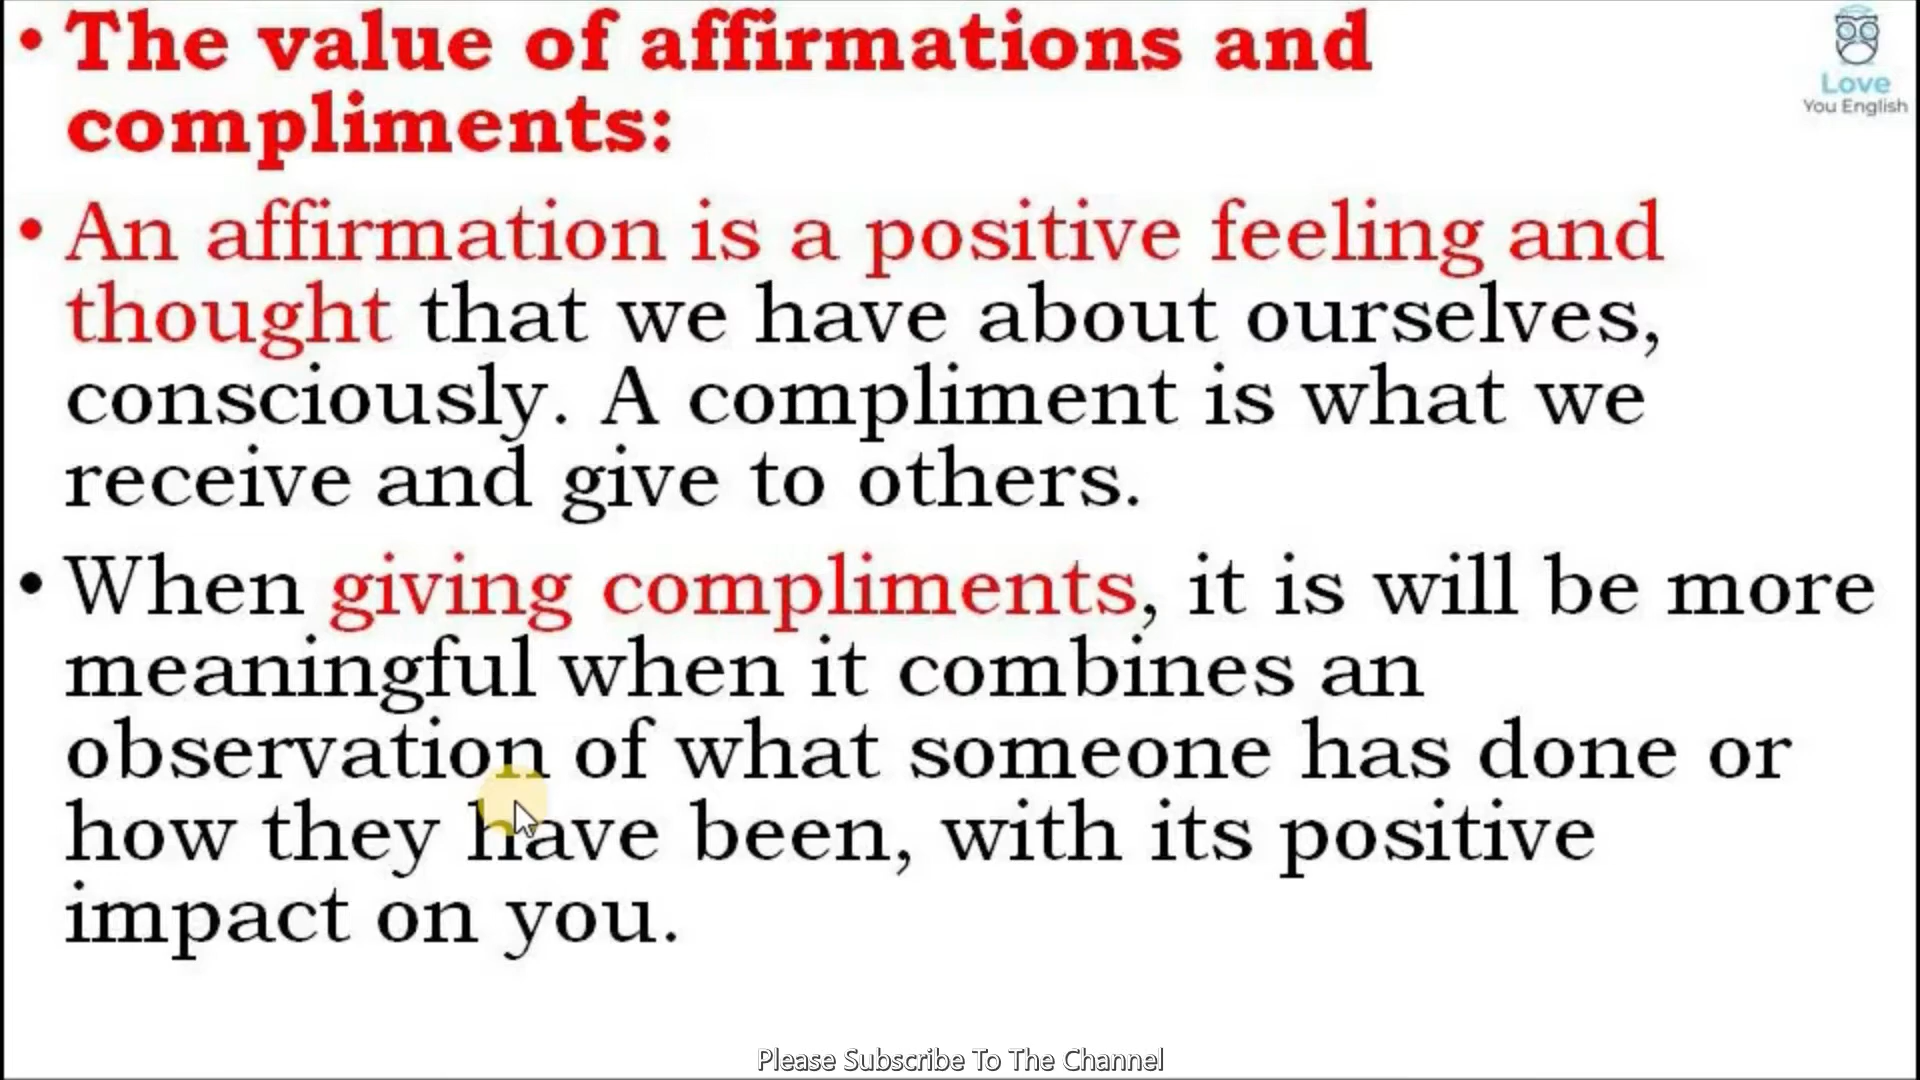 • The value of affirmations and
compliments:
• An affirmation is a positive feeling and
thought that we have about ourselves,
consciously. A compliment is what we
receive and give to others.
• When giving compliments, it is will be more
meaningful when it combines an
observation of what someone has done or
how they have been, with its positive
impact on you.
Love
You English
Please Subscribe To The Channel